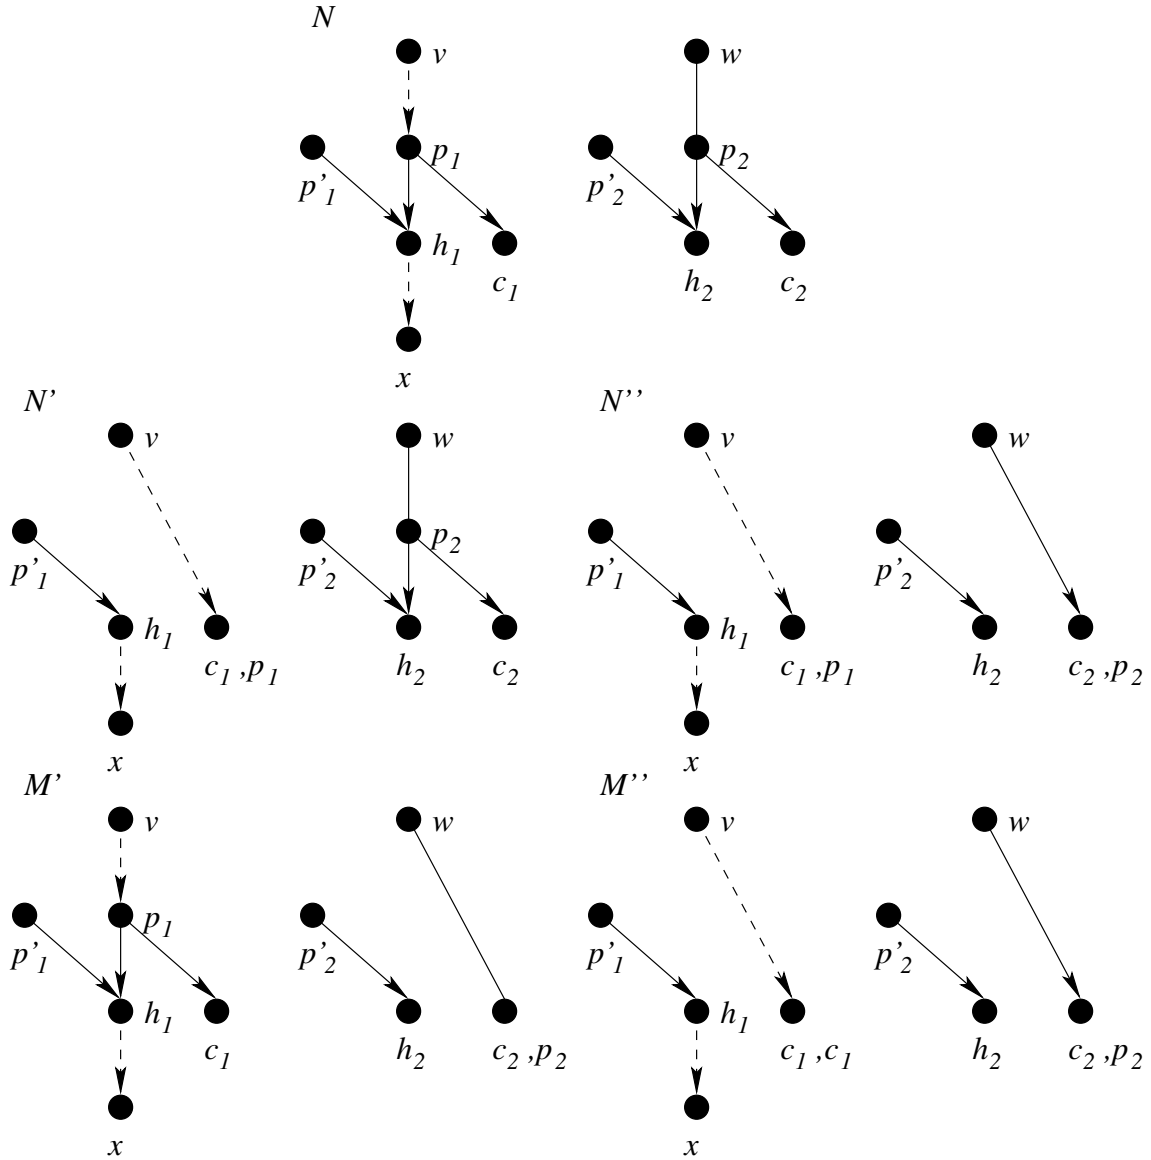 N
v w
p_1 p_2
p'_1 p'_2
h_1
c_1 h_2 c_2
x
N' N''
v w v w
p_2
p'_1 p'_2 p'_1 p'_2
h_1 h_1
c_1 ,p_1 h_2 c_2 c_1 ,p_1 h_2 c_2 ,p_2
x x
M' M''
v w v w
p_1
p'_1 p'_2 p'_1 p'_2
h_1 h_1
c_1 h_2 c_2 ,p_2 c_1 ,c_1 h_2 c_2 ,p_2
x x